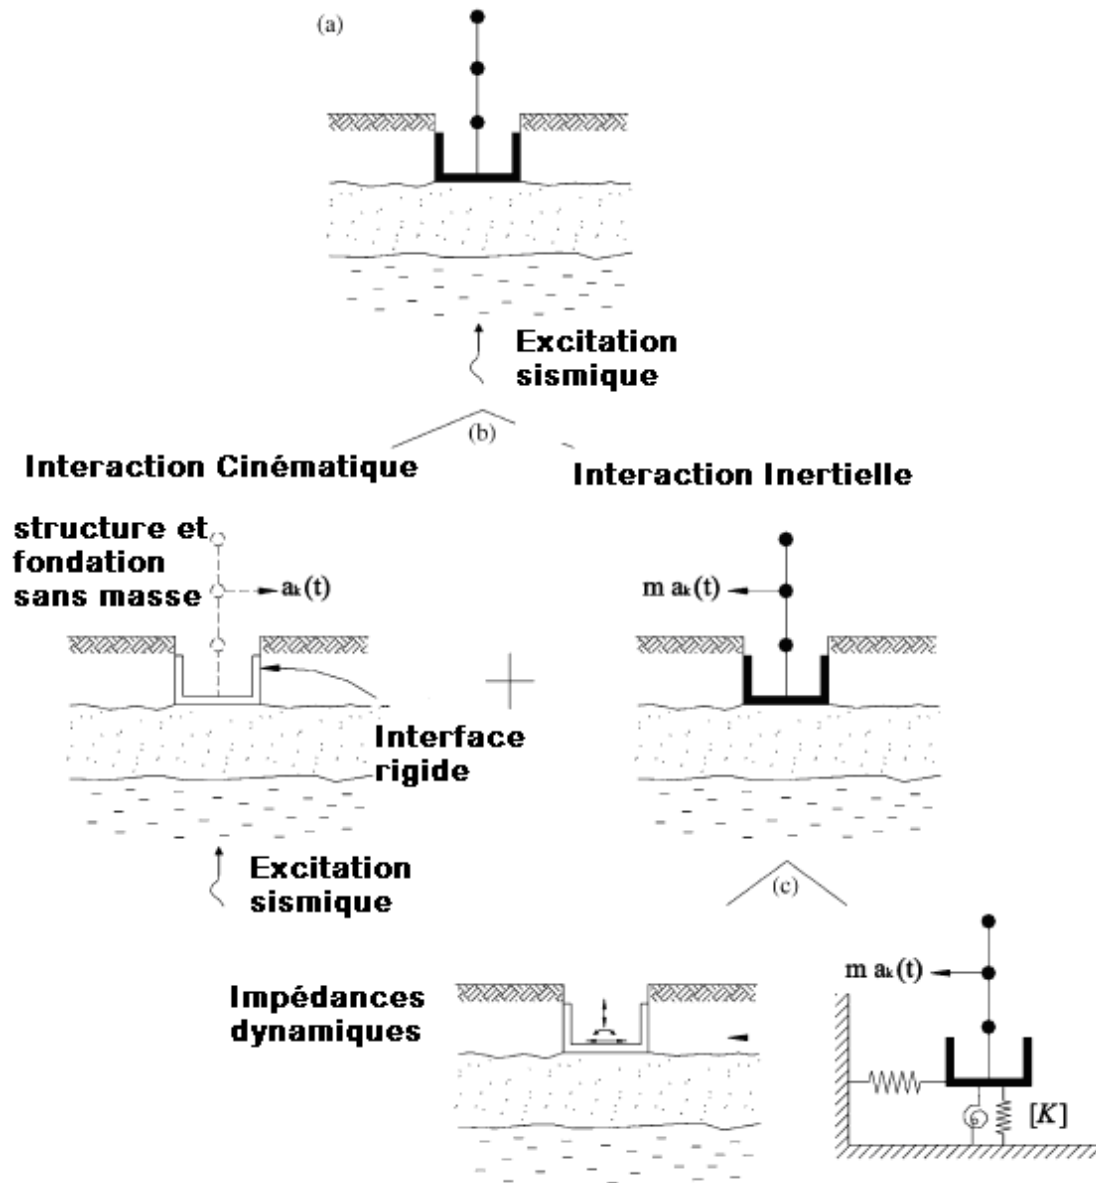 (a)
Excitation
sismique
(b)
Interaction Cinématique
Interaction Inertielle
structure et
fondation
sans masse
aₖ(t)
m aₖ(t)
Interface
rigide
Excitation
sismique
(c)
Impédances
dynamiques
m aₖ(t)
[K]